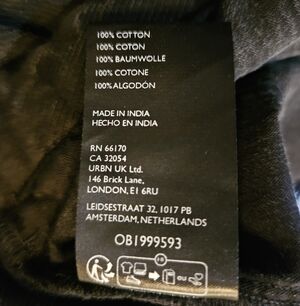 100% COTTON
100% COTON
100% BAUMWOLLE
100% COTONE
100% ALGODÓN
MADE IN INDIA
HECHO EN INDIA
RN 66170
CA 32054
URBN UK Ltd.
146 Brick Lane,
LONDON, E1 6RU
LEIDSESTRAAT 32, 1017 PB
AMSTERDAM, NETHERLANDS
OB1999593
OU